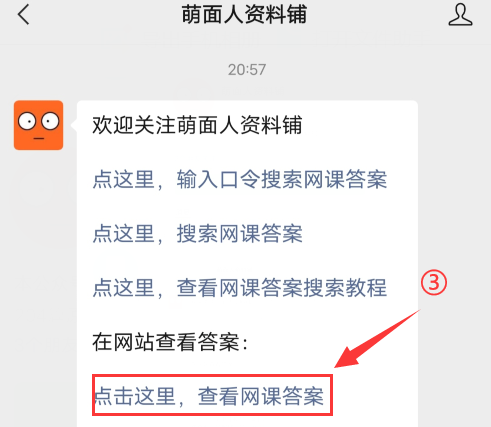 萌面人资料铺
20:57
欢迎关注萌面人资料铺
点这里，输入口令搜索网课答案
点这里，搜索网课答案
点这里，查看网课答案搜索教程
③
在网站查看答案：
点击这里，查看网课答案